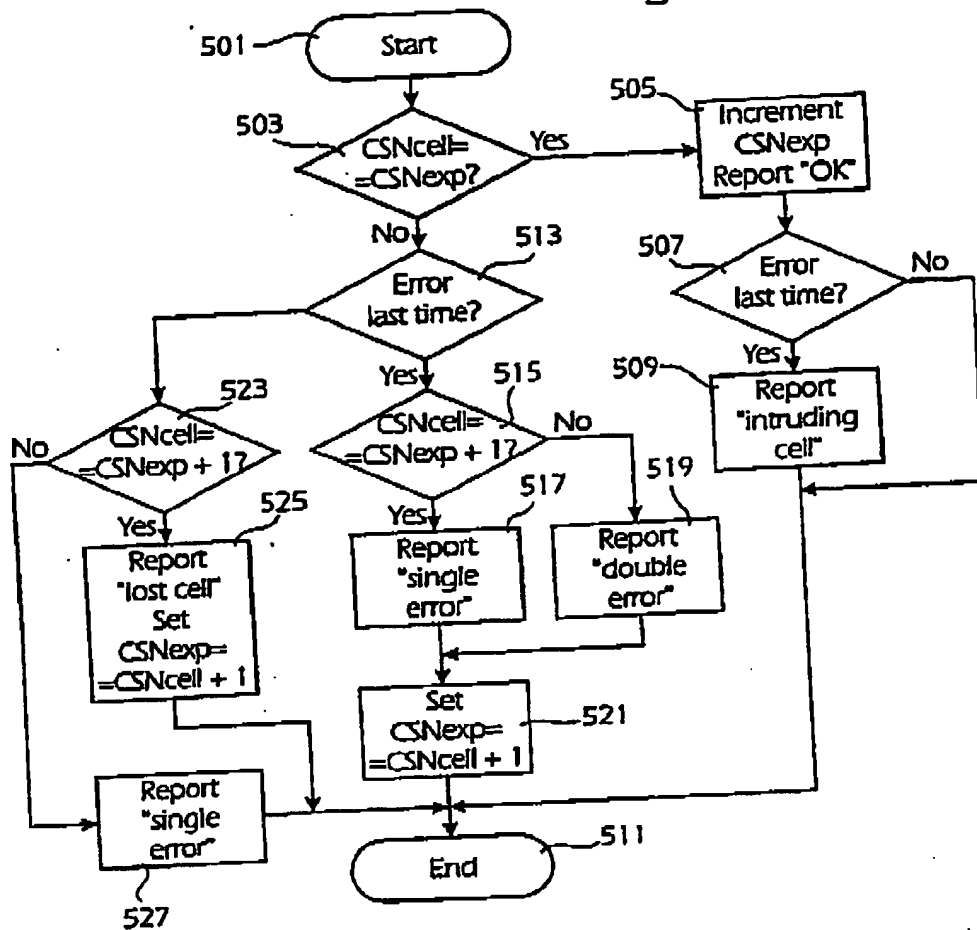 g
501
Start
503
CSNcell=
=CSNexp?
Yes
505
Increment
CSNexp
Report "OK"
No
513
Error
last time?
507
Error
last time?
No
Yes
509
Report
"intruding
cell"
523
CSNcell=
=CSNexp + 1?
No
Yes
515
CSNcell=
=CSNexp + 1?
No
Yes
525
Report
"lost cell"
Set
CSNexp=
=CSNcell + 1
Yes
517
Report
"single
error"
519
Report
"double
error"
Set
CSNexp=
=CSNcell + 1
521
Report
"single
error"
527
End
511